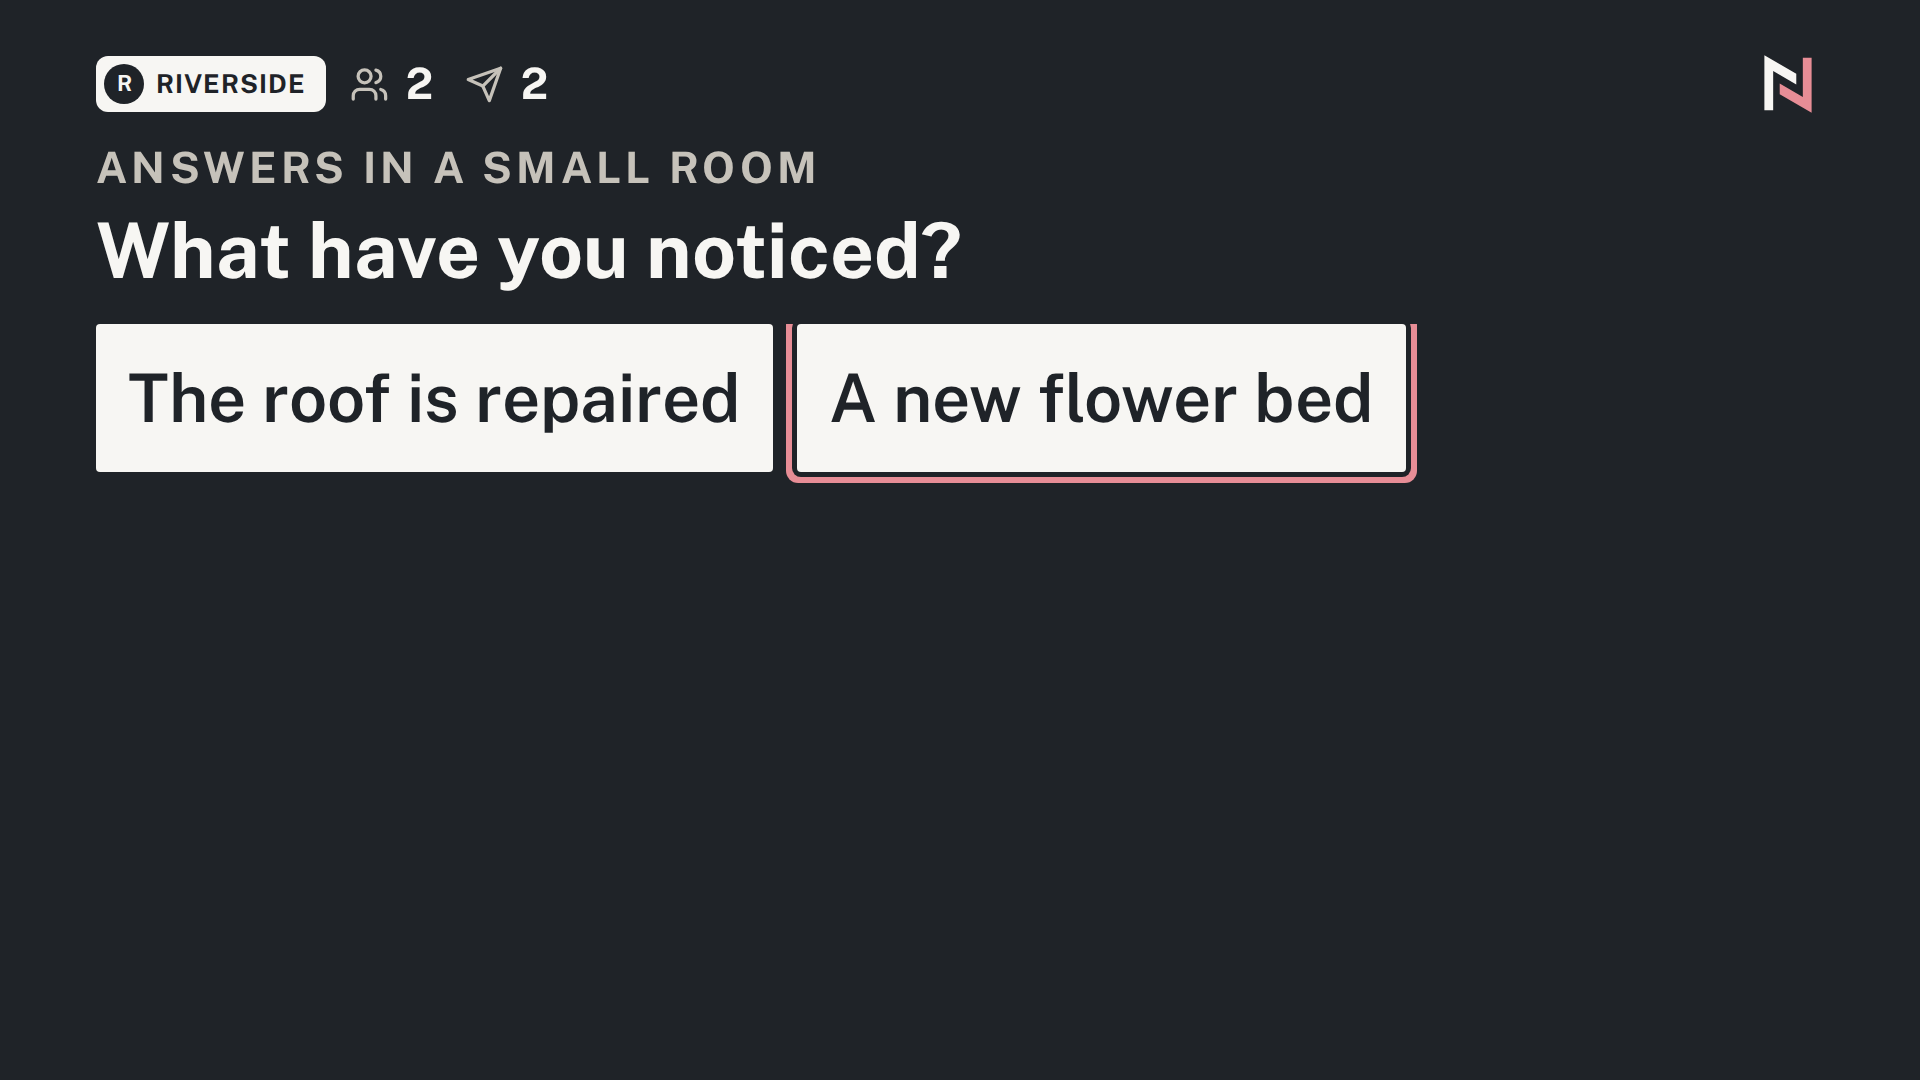 R RIVERSIDE 2 2
ANSWERS IN A SMALL ROOM
What have you noticed?
The roof is repaired
A new flower bed